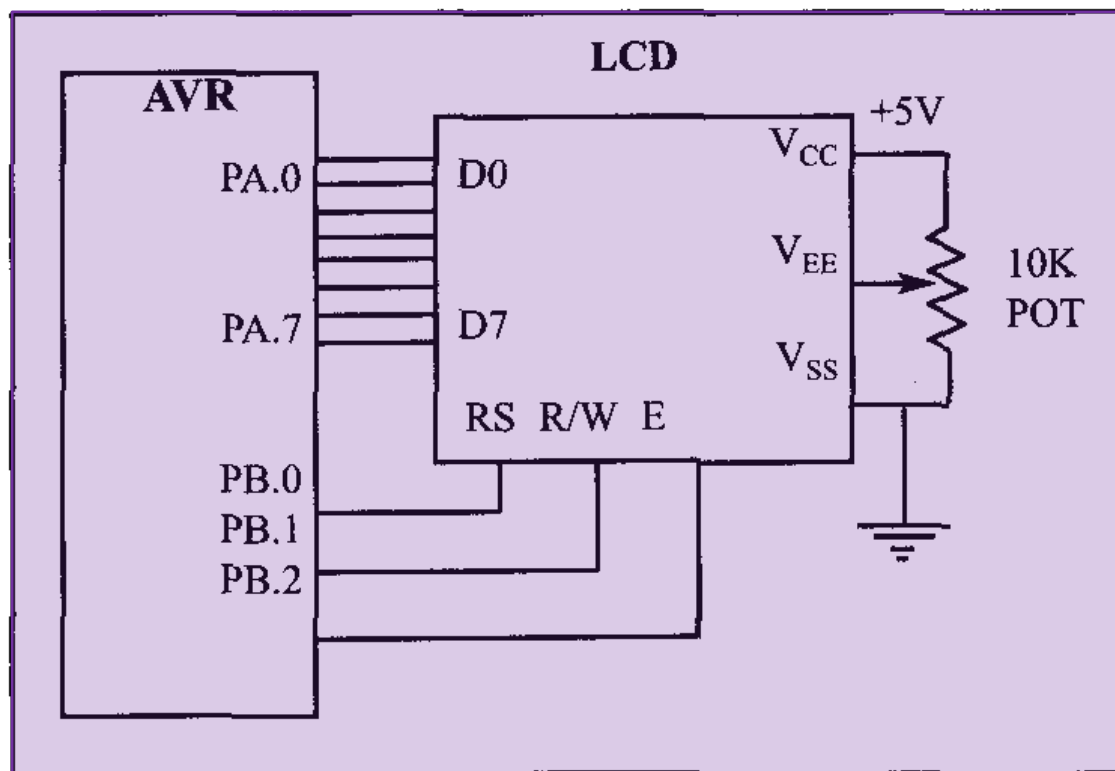 LCD
AVR
+5V
V_CC
PA.0
D0
V_EE
10K
POT
PA.7
D7
V_SS
RS R/W E
PB.0
PB.1
PB.2